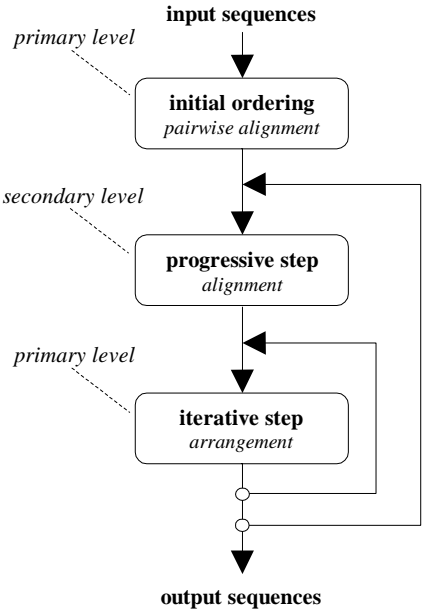 input sequences
primary level
initial ordering
pairwise alignment
secondary level
progressive step
alignment
primary level
iterative step
arrangement
output sequences